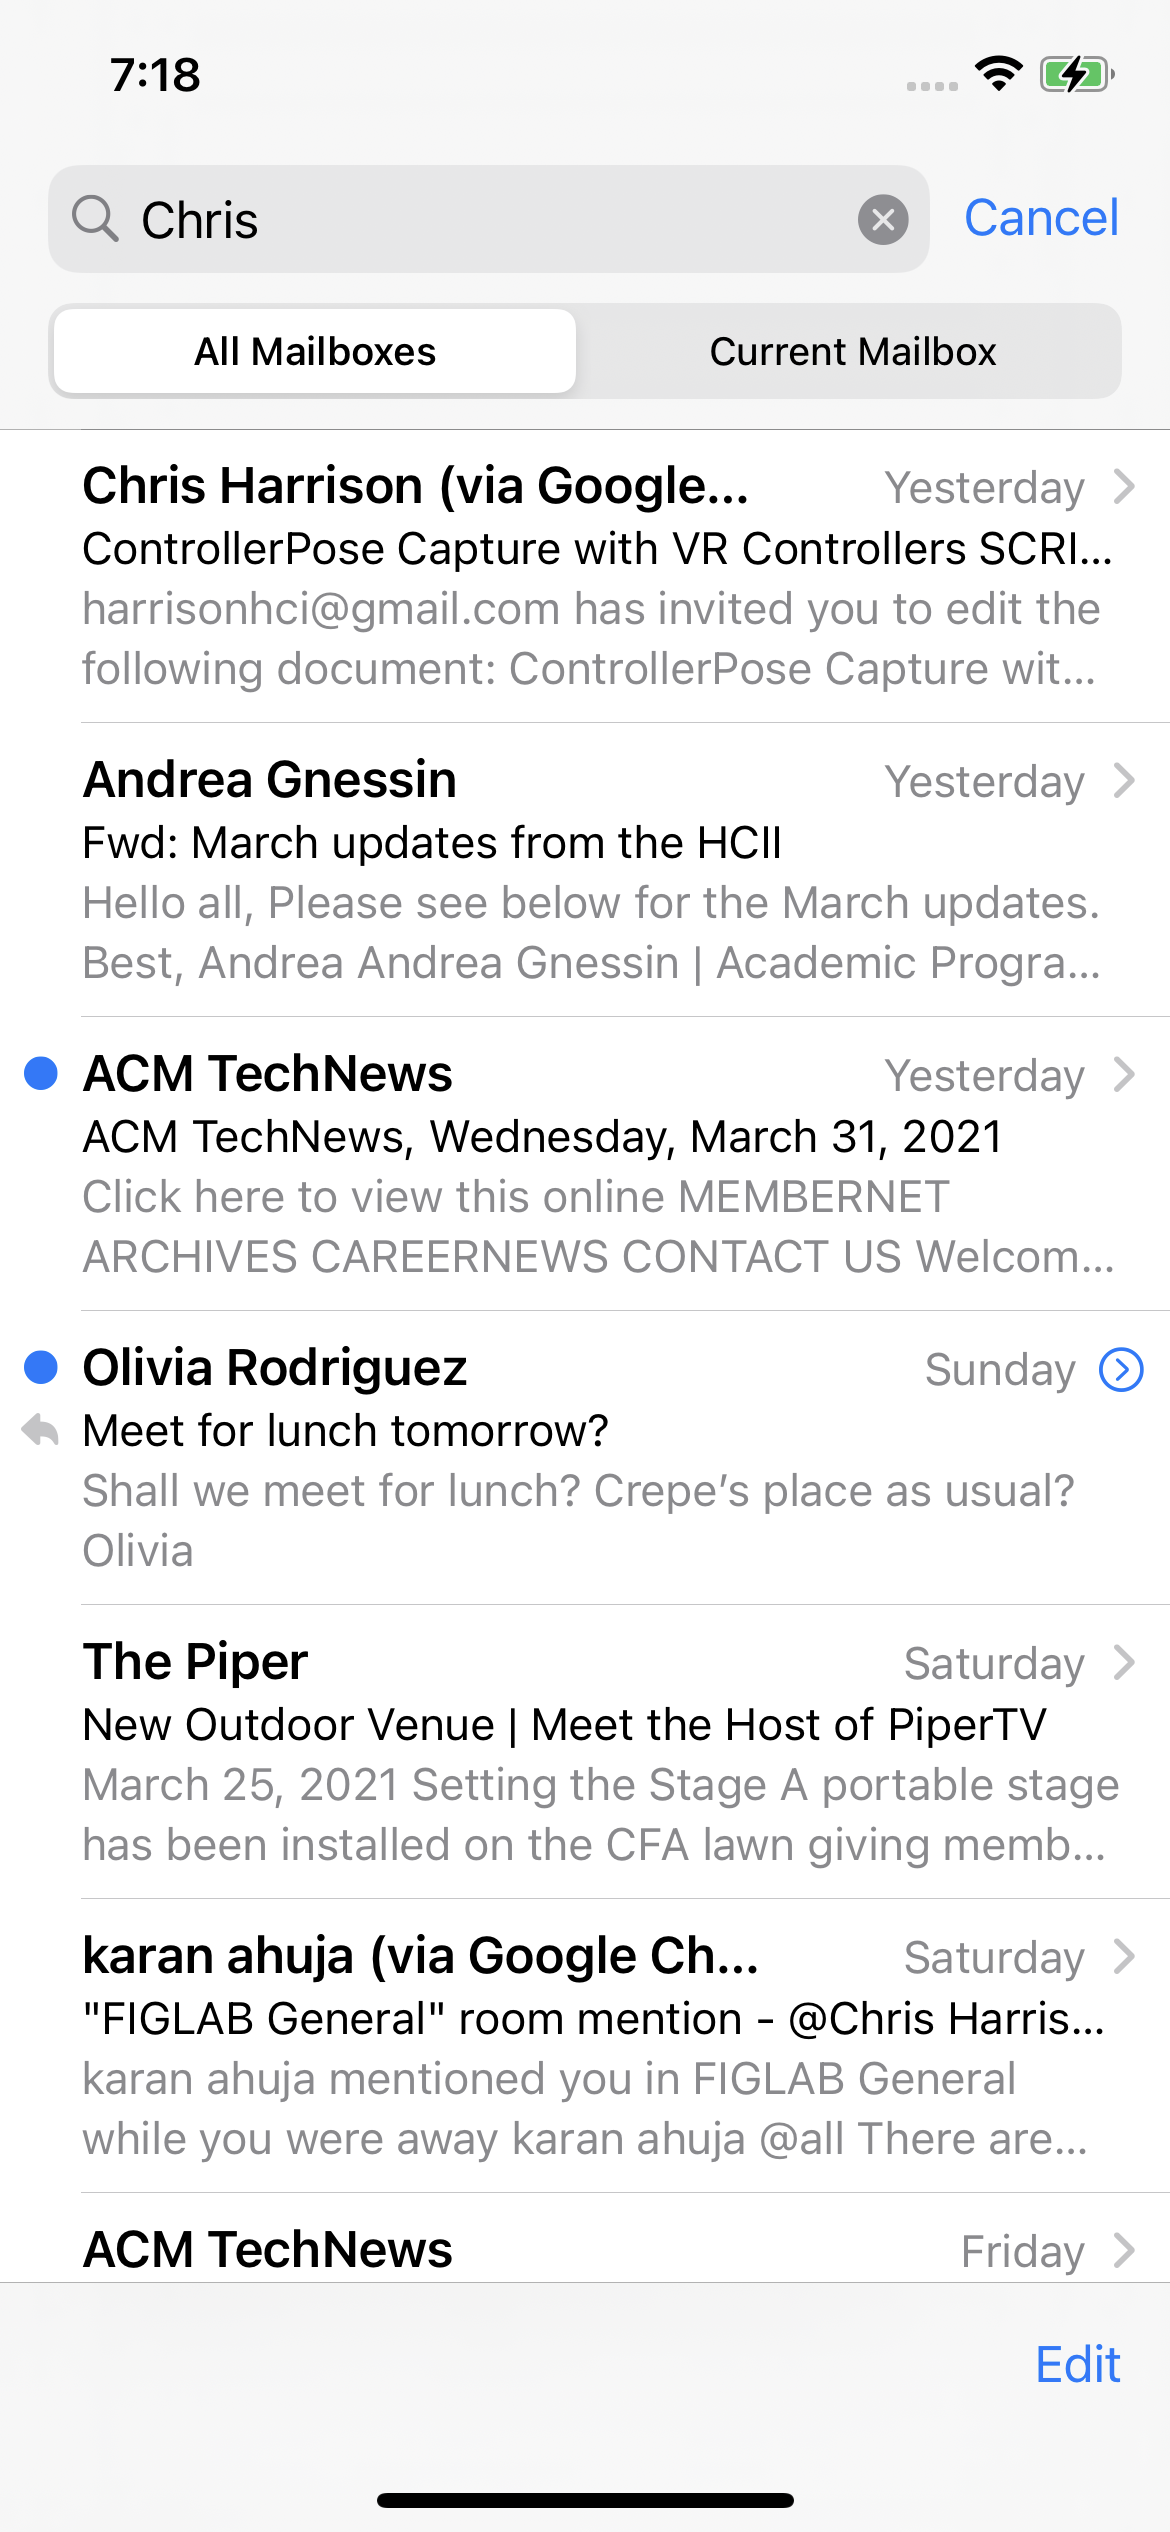 7:18
Chris
Cancel
All Mailboxes
Current Mailbox
Chris Harrison (via Google...
Yesterday
ControllerPose Capture with VR Controllers SCRI...
harrisonhci@gmail.com has invited you to edit the
following document: ControllerPose Capture wit...
Andrea Gnessin
Yesterday
Fwd: March updates from the HCII
Hello all, Please see below for the March updates.
Best, Andrea Andrea Gnessin | Academic Progra...
ACM TechNews
Yesterday
ACM TechNews, Wednesday, March 31, 2021
Click here to view this online MEMBERNET
ARCHIVES CAREERNEWS CONTACT US Welcom...
Olivia Rodriguez
Sunday
Meet for lunch tomorrow?
Shall we meet for lunch? Crepe’s place as usual?
Olivia
The Piper
Saturday
New Outdoor Venue | Meet the Host of PiperTV
March 25, 2021 Setting the Stage A portable stage
has been installed on the CFA lawn giving memb...
karan ahuja (via Google Ch...
Saturday
"FIGLAB General" room mention - @Chris Harris...
karan ahuja mentioned you in FIGLAB General
while you were away karan ahuja @all There are...
ACM TechNews
Friday
Edit